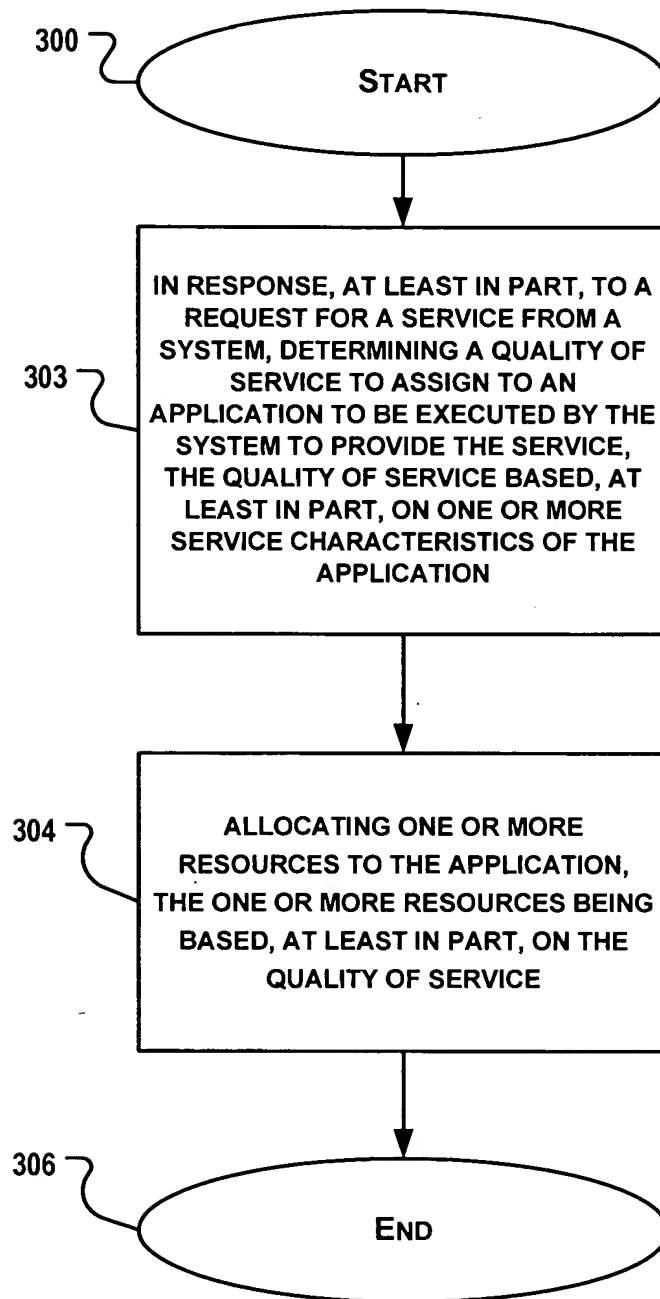 300
START
303
IN RESPONSE, AT LEAST IN PART, TO A
REQUEST FOR A SERVICE FROM A
SYSTEM, DETERMINING A QUALITY OF
SERVICE TO ASSIGN TO AN
APPLICATION TO BE EXECUTED BY THE
SYSTEM TO PROVIDE THE SERVICE,
THE QUALITY OF SERVICE BASED, AT
LEAST IN PART, ON ONE OR MORE
SERVICE CHARACTERISTICS OF THE
APPLICATION
304
ALLOCATING ONE OR MORE
RESOURCES TO THE APPLICATION,
THE ONE OR MORE RESOURCES BEING
BASED, AT LEAST IN PART, ON THE
QUALITY OF SERVICE
306
END